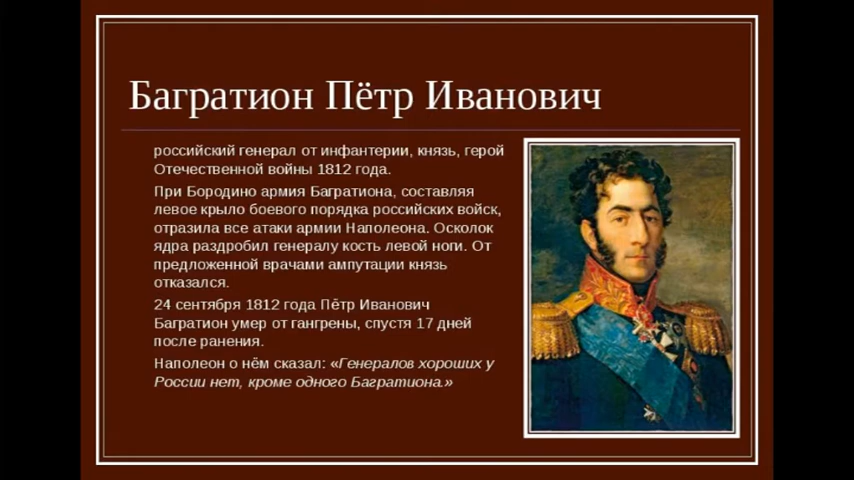 Багратион Пётр Иванович
российский генерал от инфантерии, князь, герой
Отечественной войны 1812 года.
При Бородино армия Багратиона, составляя
левое крыло боевого порядка российских войск,
отразила все атаки армии Наполеона. Осколок
ядра раздробил генералу кость левой ноги. От
предложенной врачами ампутации князь
отказался.
24 сентября 1812 года Пётр Иванович
Багратион умер от гангрены, спустя 17 дней
после ранения.
Наполеон о нём сказал: «Генералов хороших у
России нет, кроме одного Багратиона.»